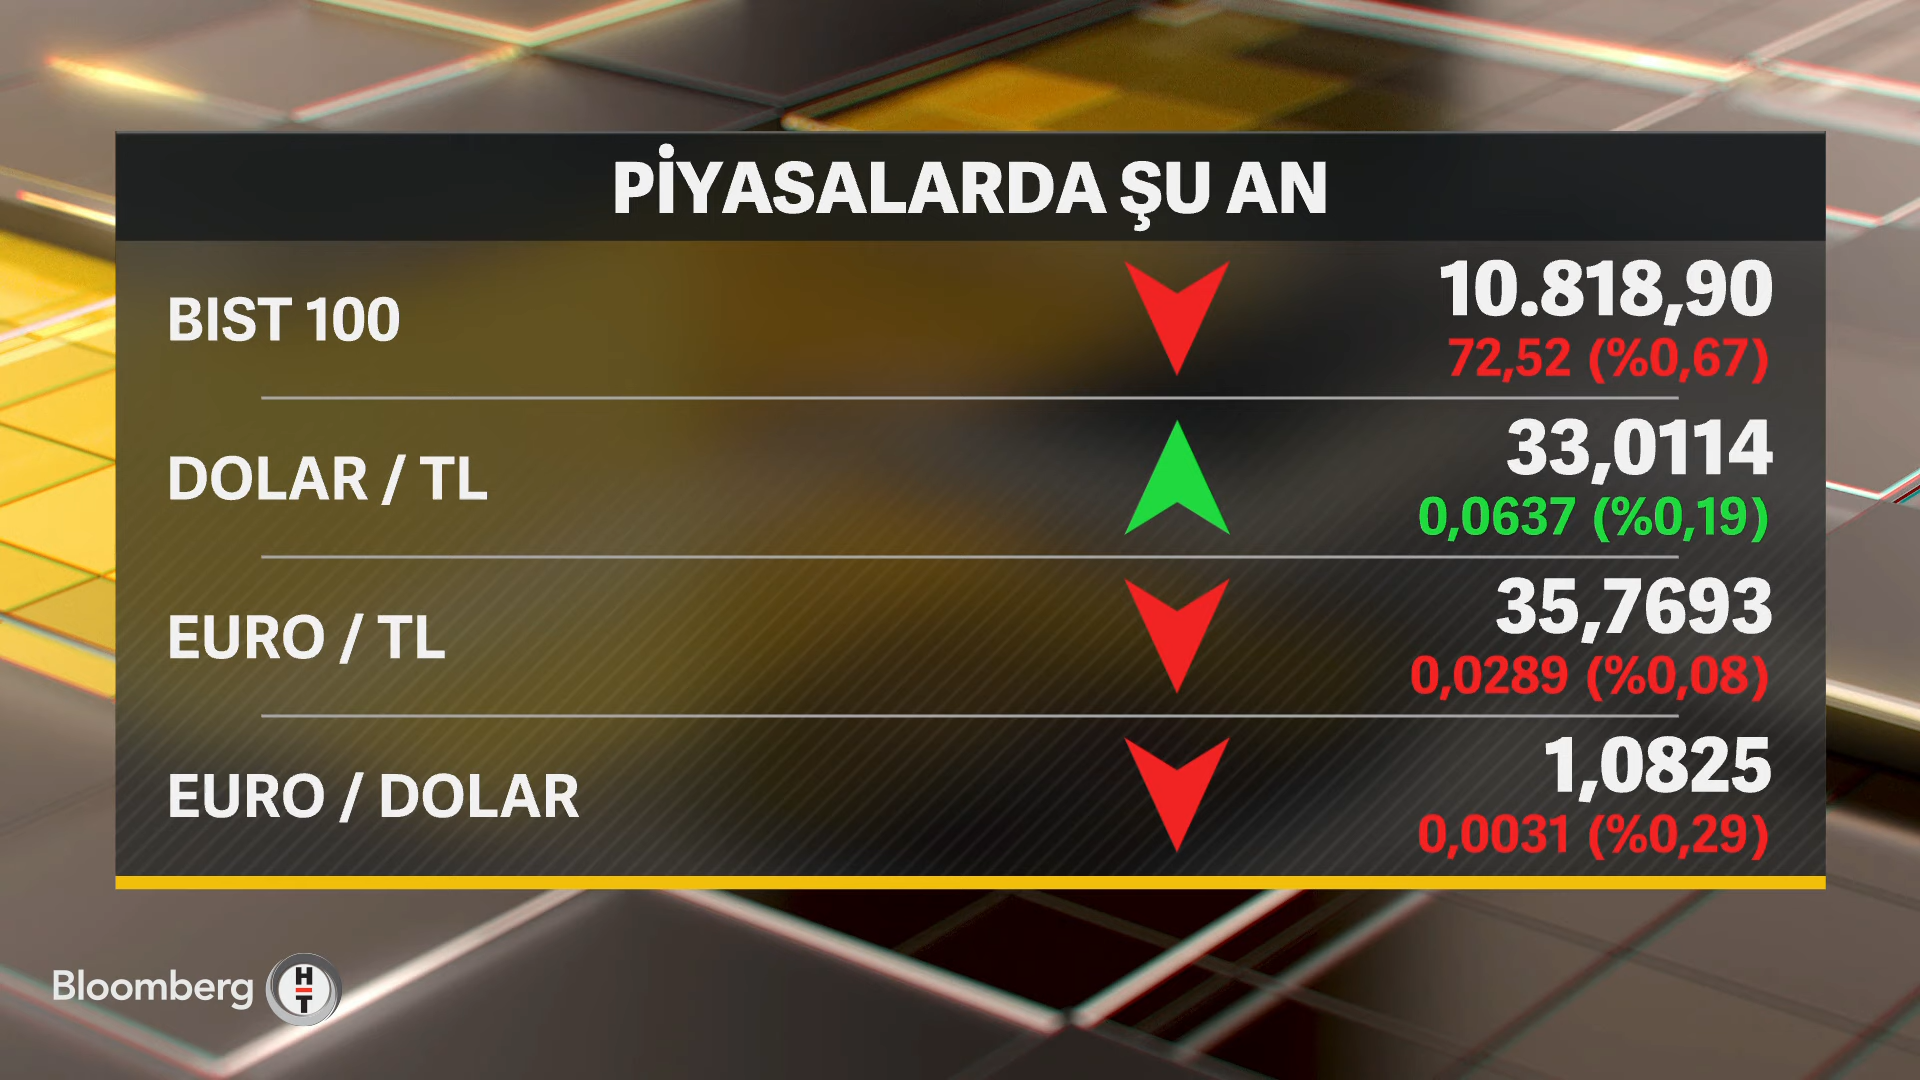 PİYASALARDA ŞU AN
BIST 100
10.818,90
72,52 (%0,67)
DOLAR / TL
33,0114
0,0637 (%0,19)
EURO / TL
35,7693
0,0289 (%0,08)
EURO / DOLAR
1,0825
0,0031 (%0,29)
Bloomberg HT